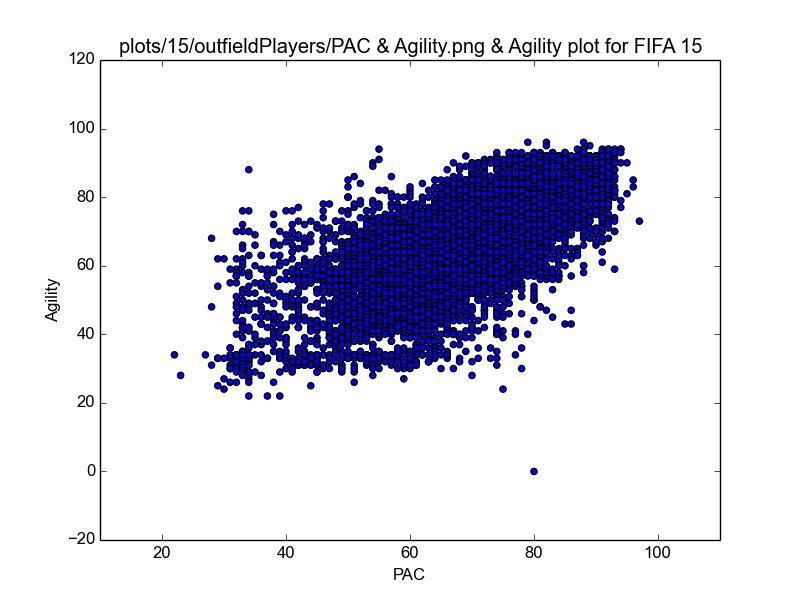 plots/15/outfieldPlayers/PAC & Agility.png & Agility plot for FIFA 15
120
100
80
60
40
20
0
−20
Agility
20 40 60 80 100
PAC